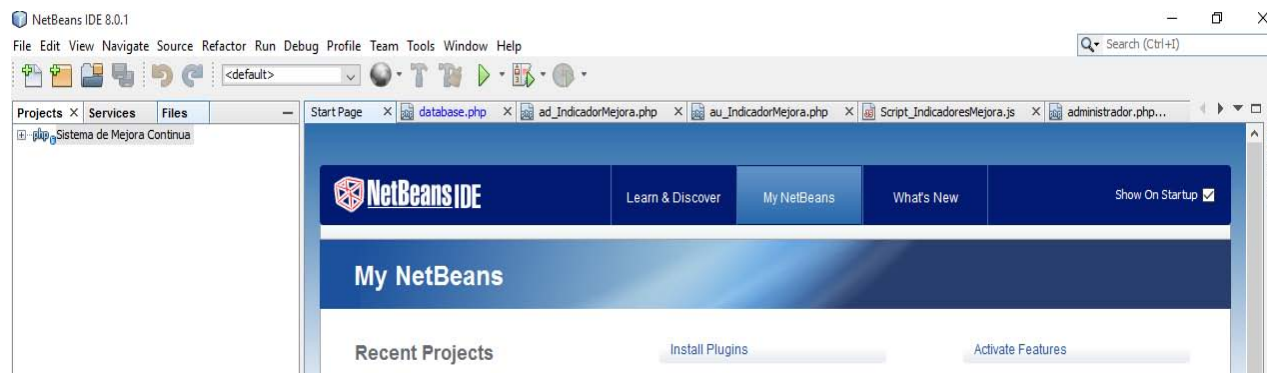 NetBeans IDE 8.0.1
File Edit View Navigate Source Refactor Run Debug Profile Team Tools Window Help
Search (Ctrl+I)
<default>
Projects Services Files
Start Page database.php ad_IndicadorMejora.php au_IndicadorMejora.php Script_IndicadoresMejora.js administrador.php...
php Sistema de Mejora Continua
NetBeans IDE Learn & Discover My NetBeans What's New Show On Startup
My NetBeans
Recent Projects Install Plugins Activate Features